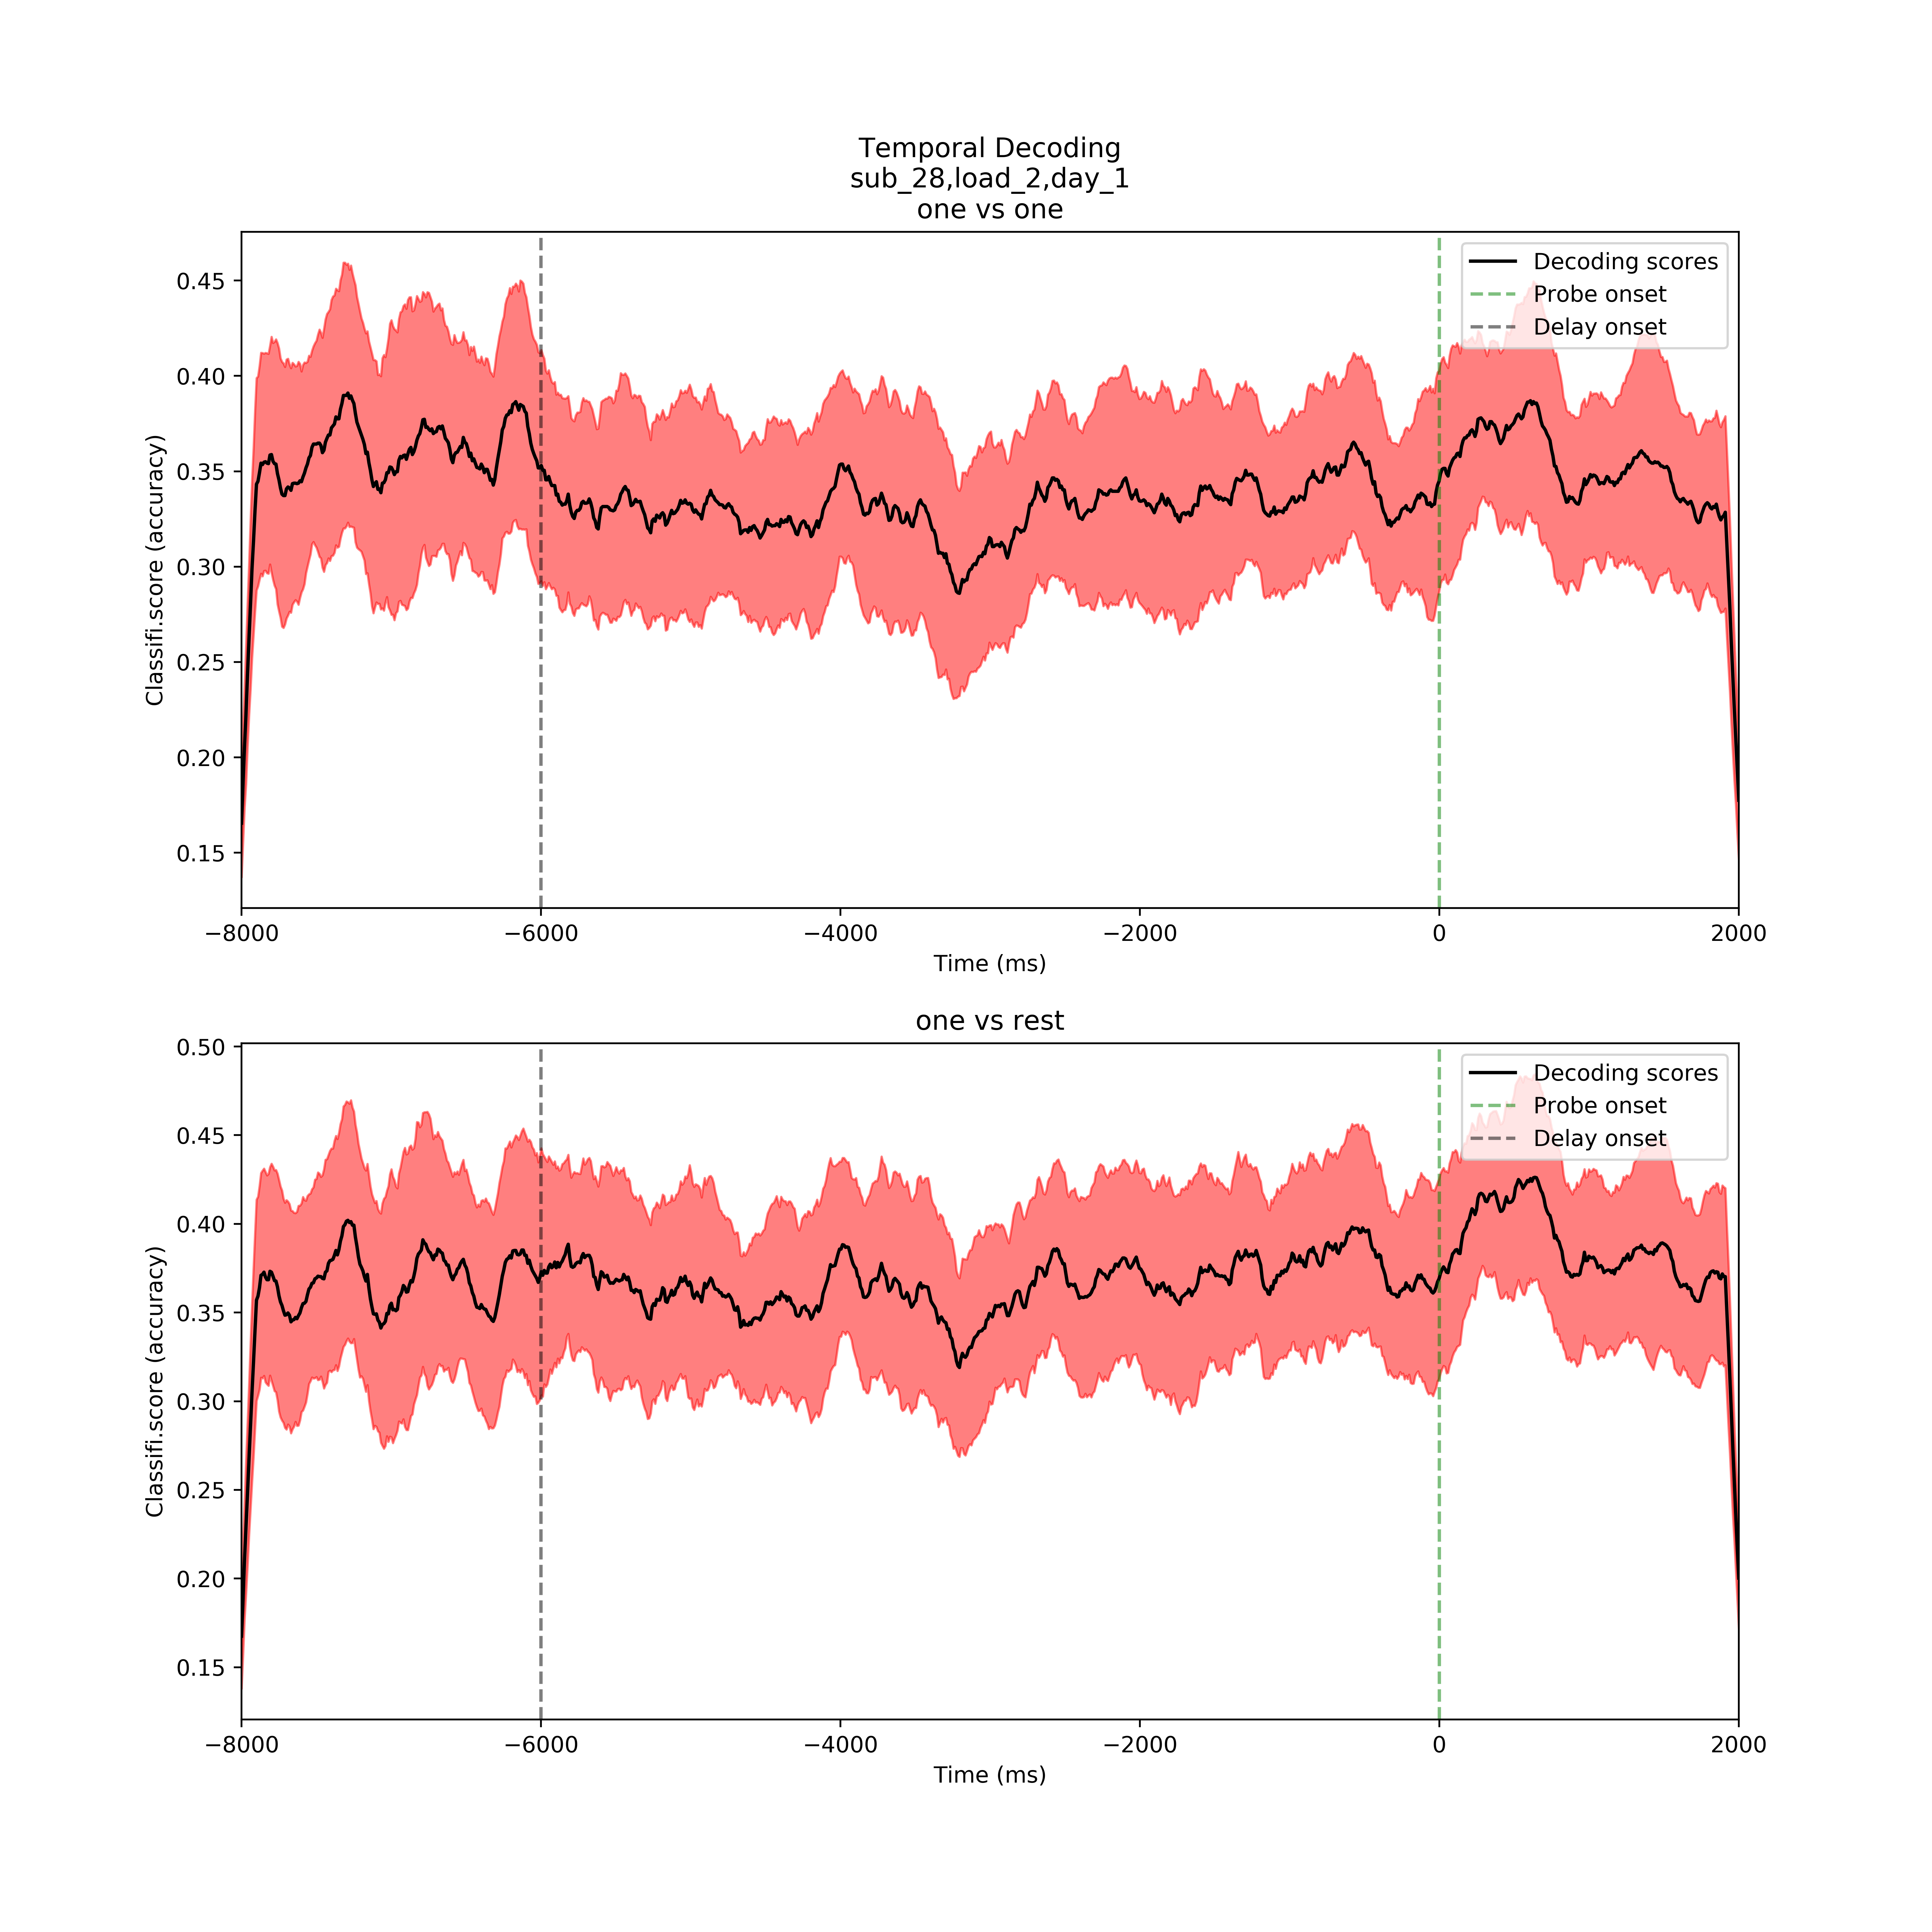 Temporal Decoding
sub_28,load_2,day_1
one vs one
0.45
0.40
0.35
0.30
0.25
0.20
0.15
Classifi.score (accuracy)
Decoding scores
Probe onset
Delay onset
−8000 −6000 −4000 −2000 0 2000
Time (ms)
one vs rest
0.50
0.45
0.40
0.35
0.30
0.25
0.20
0.15
Classifi.score (accuracy)
Decoding scores
Probe onset
Delay onset
−8000 −6000 −4000 −2000 0 2000
Time (ms)